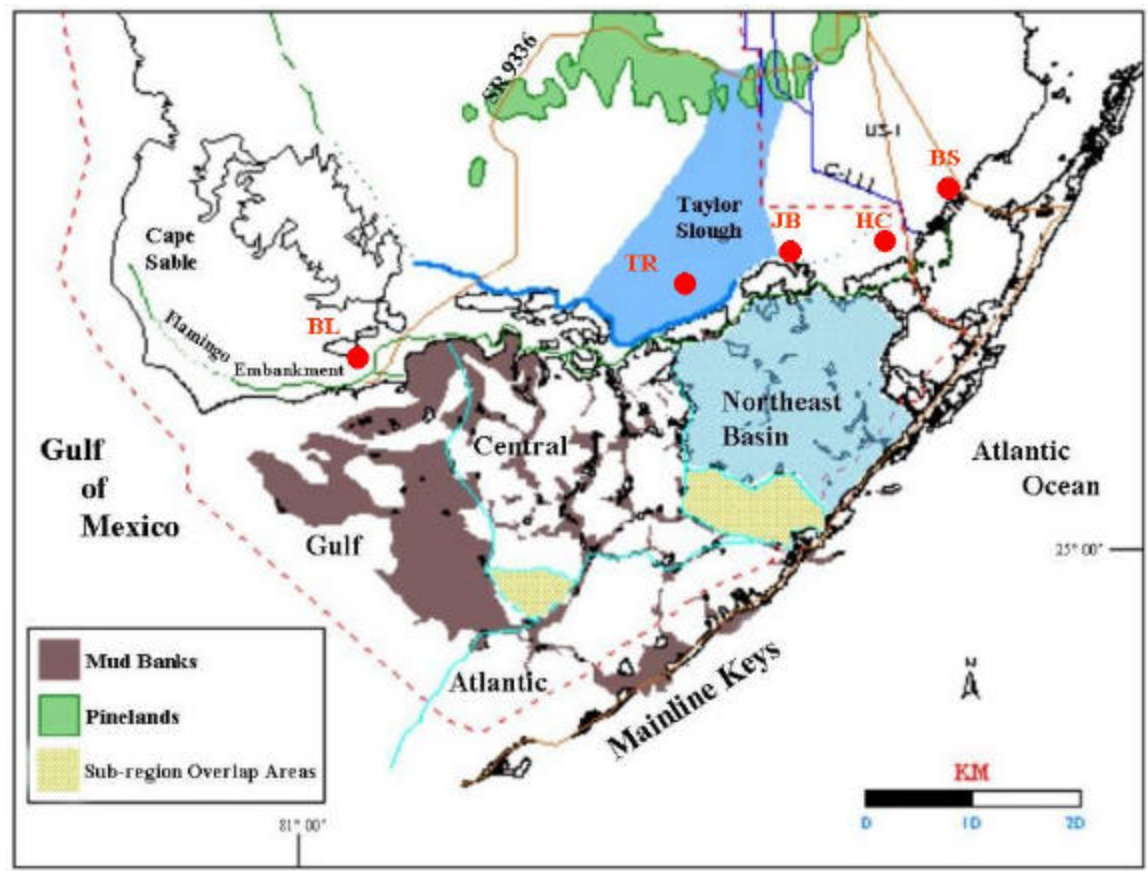 SR 9336
US-1
C-111
BS
Taylor
Slough
JB
HC
TR
Cape
Sable
BL
Flamingo
Embankment
Northeast
Basin
Central
Gulf
of
Mexico
Atlantic
Ocean
Gulf
25° 00'
Mud Banks
Pinelands
Sub-region Overlap Areas
Atlantic
Mainline Keys
N
KM
0
10
20
81° 00'